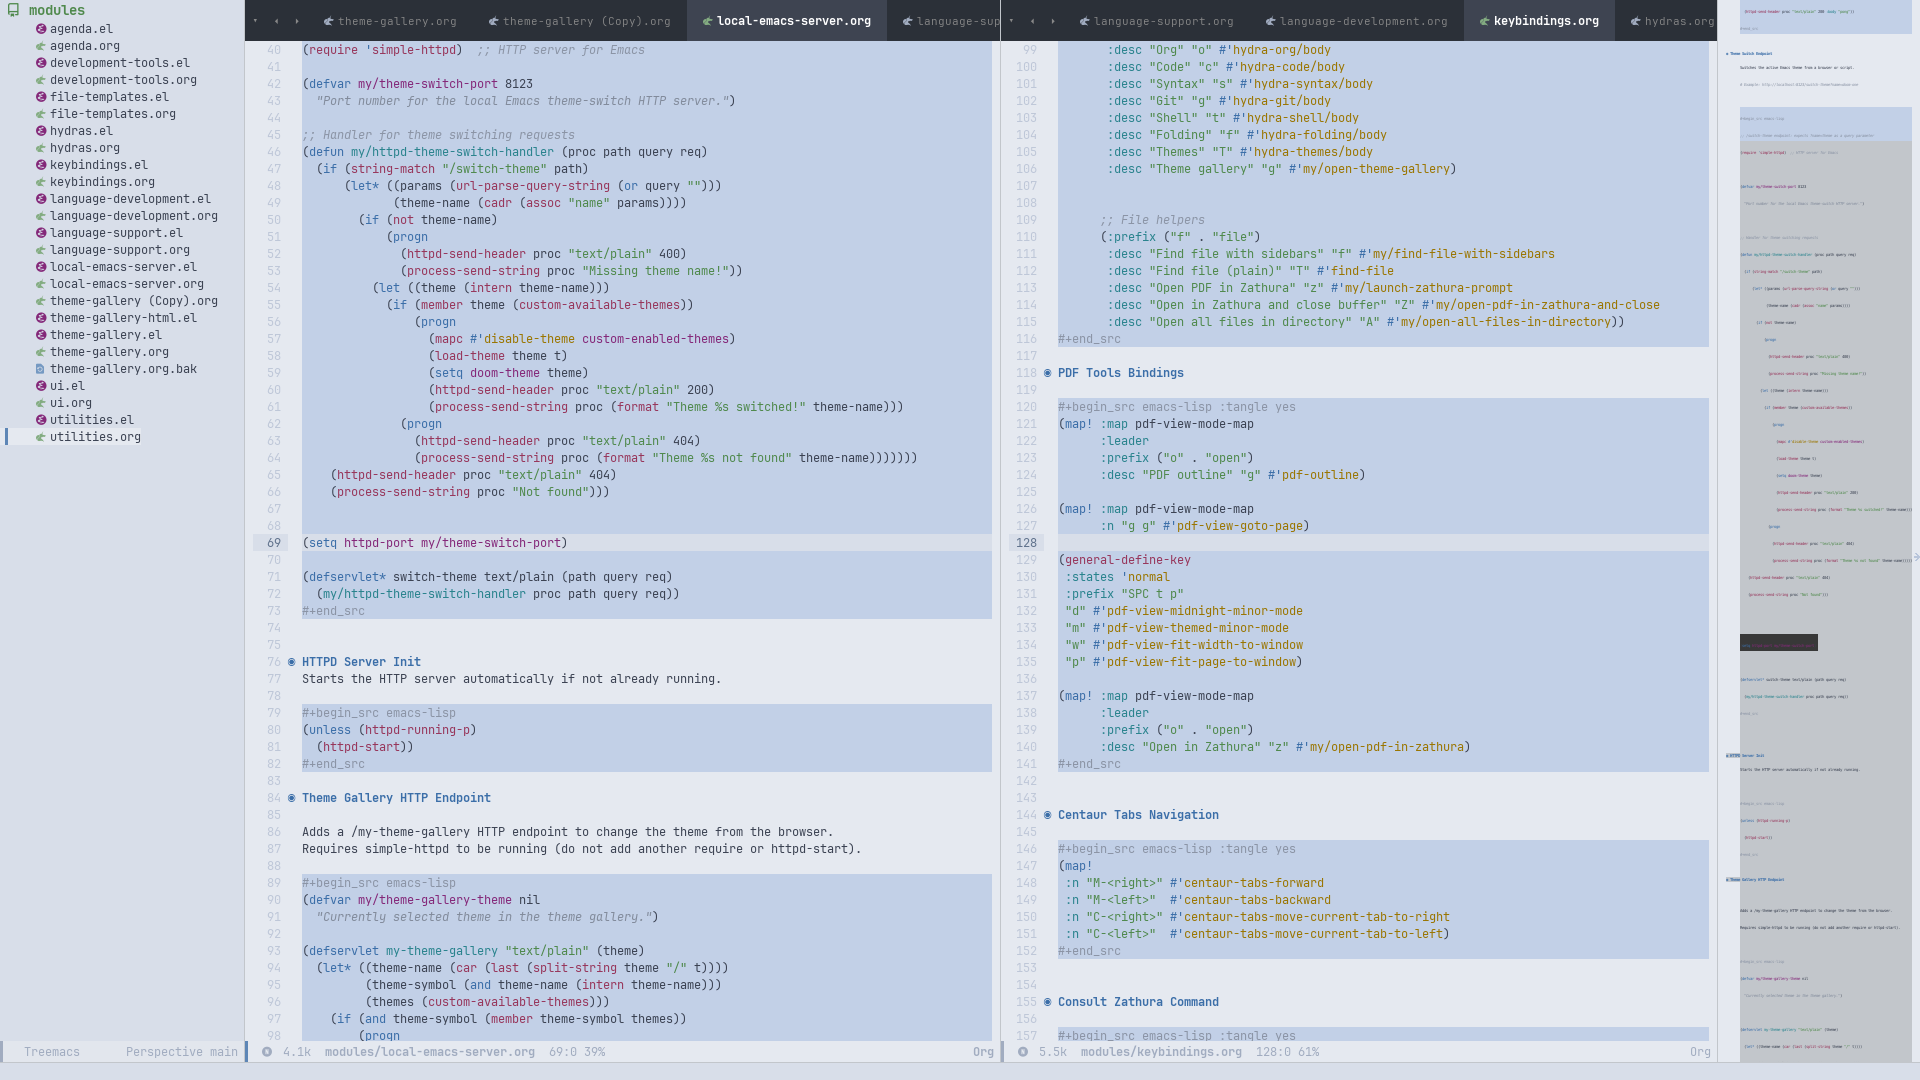 modules
agenda.el
agenda.org
development-tools.el
development-tools.org
file-templates.el
file-templates.org
hydras.el
hydras.org
keybindings.el
keybindings.org
language-development.el
language-development.org
language-support.el
language-support.org
local-emacs-server.el
local-emacs-server.org
theme-gallery (Copy).org
theme-gallery-html.el
theme-gallery.el
theme-gallery.org
theme-gallery.org.bak
ui.el
ui.org
utilities.el
utilities.org
Treemacs Perspective main
theme-gallery.org theme-gallery (Copy).org local-emacs-server.org language-sup
40 (require 'simple-httpd)  ;; HTTP server for Emacs
41
42 (defvar my/theme-switch-port 8123
43   "Port number for the local Emacs theme-switch HTTP server.")
44
45 ;; Handler for theme switching requests
46 (defun my/httpd-theme-switch-handler (proc path query req)
47   (if (string-match "/switch-theme" path)
48       (let* ((params (url-parse-query-string (or query "")))
49              (theme-name (cadr (assoc "name" params))))
50         (if (not theme-name)
51             (progn
52               (httpd-send-header proc "text/plain" 400)
53               (process-send-string proc "Missing theme name!"))
54           (let ((theme (intern theme-name)))
55             (if (member theme (custom-available-themes))
56                 (progn
57                   (mapc #'disable-theme custom-enabled-themes)
58                   (load-theme theme t)
59                   (setq doom-theme theme)
60                   (httpd-send-header proc "text/plain" 200)
61                   (process-send-string proc (format "Theme %s switched!" theme-name)))
62               (progn
63                 (httpd-send-header proc "text/plain" 404)
64                 (process-send-string proc (format "Theme %s not found" theme-name)))))))
65     (httpd-send-header proc "text/plain" 404)
66     (process-send-string proc "Not found")))
67
68
69 (setq httpd-port my/theme-switch-port)
70
71 (defservlet* switch-theme text/plain (path query req)
72   (my/httpd-theme-switch-handler proc path query req))
73 #+end_src
74
75
76 ◉ HTTPD Server Init
77 Starts the HTTP server automatically if not already running.
78
79 #+begin_src emacs-lisp
80 (unless (httpd-running-p)
81   (httpd-start))
82 #+end_src
83
84 ◉ Theme Gallery HTTP Endpoint
85
86 Adds a /my-theme-gallery HTTP endpoint to change the theme from the browser.
87 Requires simple-httpd to be running (do not add another require or httpd-start).
88
89 #+begin_src emacs-lisp
90 (defvar my/theme-gallery-theme nil
91   "Currently selected theme in the theme gallery.")
92
93 (defservlet my-theme-gallery "text/plain" (theme)
94   (let* ((theme-name (car (last (split-string theme "/" t))))
95          (theme-symbol (and theme-name (intern theme-name)))
96          (themes (custom-available-themes)))
97     (if (and theme-symbol (member theme-symbol themes))
98         (progn
4.1k modules/local-emacs-server.org 69:0 39% Org
language-support.org language-development.org keybindings.org hydras.org
99        :desc "Org" "o" #'hydra-org/body
100       :desc "Code" "c" #'hydra-code/body
101       :desc "Syntax" "s" #'hydra-syntax/body
102       :desc "Git" "g" #'hydra-git/body
103       :desc "Shell" "t" #'hydra-shell/body
104       :desc "Folding" "f" #'hydra-folding/body
105       :desc "Themes" "T" #'hydra-themes/body
106       :desc "Theme gallery" "g" #'my/open-theme-gallery)
107
108
109      ;; File helpers
110      (:prefix ("f" . "file")
111       :desc "Find file with sidebars" "f" #'my/find-file-with-sidebars
112       :desc "Find file (plain)" "T" #'find-file
113       :desc "Open PDF in Zathura" "z" #'my/launch-zathura-prompt
114       :desc "Open in Zathura and close buffer" "Z" #'my/open-pdf-in-zathura-and-close
115       :desc "Open all files in directory" "A" #'my/open-all-files-in-directory))
116 #+end_src
117
118 ◉ PDF Tools Bindings
119
120 #+begin_src emacs-lisp :tangle yes
121 (map! :map pdf-view-mode-map
122       :leader
123       :prefix ("o" . "open")
124       :desc "PDF outline" "g" #'pdf-outline)
125
126 (map! :map pdf-view-mode-map
127       :n "g g" #'pdf-view-goto-page)
128
129 (general-define-key
130  :states 'normal
131  :prefix "SPC t p"
132  "d" #'pdf-view-midnight-minor-mode
133  "m" #'pdf-view-themed-minor-mode
134  "w" #'pdf-view-fit-width-to-window
135  "p" #'pdf-view-fit-page-to-window)
136
137 (map! :map pdf-view-mode-map
138       :leader
139       :prefix ("o" . "open")
140       :desc "Open in Zathura" "z" #'my/open-pdf-in-zathura)
141 #+end_src
142
143
144 ◉ Centaur Tabs Navigation
145
146 #+begin_src emacs-lisp :tangle yes
147 (map!
148  :n "M-<right>" #'centaur-tabs-forward
149  :n "M-<left>"  #'centaur-tabs-backward
150  :n "C-<right>" #'centaur-tabs-move-current-tab-to-right
151  :n "C-<left>"  #'centaur-tabs-move-current-tab-to-left)
152 #+end_src
153
154
155 ◉ Consult Zathura Command
156
157 #+begin_src emacs-lisp :tangle yes
5.5k modules/keybindings.org 128:0 61% Org